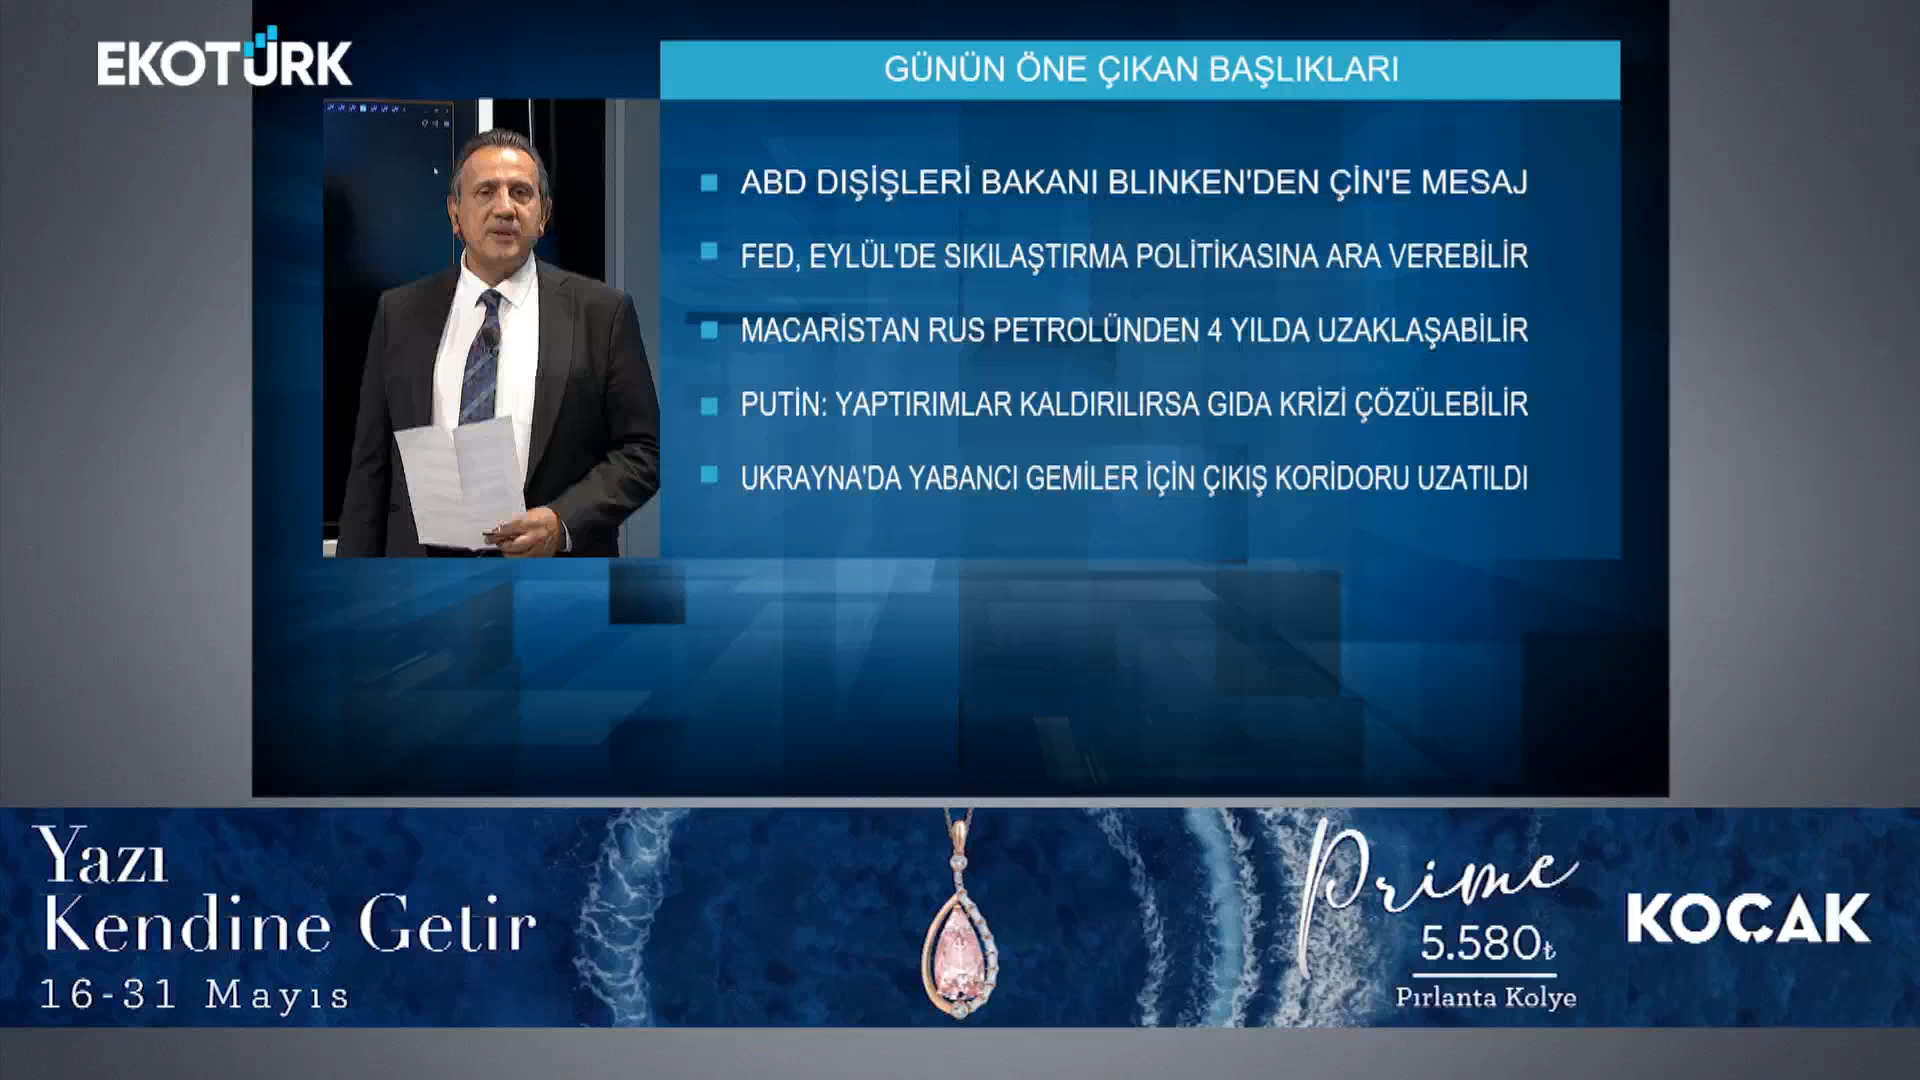 EKOTÜRK
GÜNÜN ÖNE ÇIKAN BAŞLIKLARI
ABD DIŞİŞLERİ BAKANI BLINKEN'DEN ÇİN'E MESAJ
FED, EYLÜL'DE SIKILAŞTIRMA POLİTİKASINA ARA VEREBİLİR
MACARİSTAN RUS PETROLÜNDEN 4 YILDA UZAKLAŞABİLİR
PUTİN: YAPTIRIMLAR KALDIRILIRSA GIDA KRİZİ ÇÖZÜLEBİLİR
UKRAYNA'DA YABANCI GEMİLER İÇİN ÇIKIŞ KORİDORU UZATILDI
Yazı
Kendine Getir
16-31 Mayıs
Prime
5.580₺
Pırlanta Kolye
KOÇAK